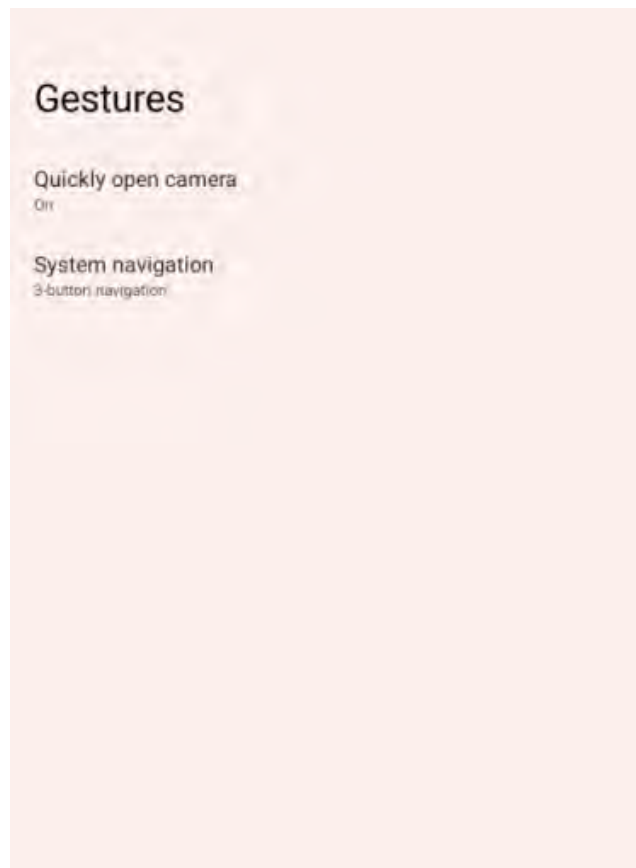 Gestures
Quickly open camera
On
System navigation
3-button navigation